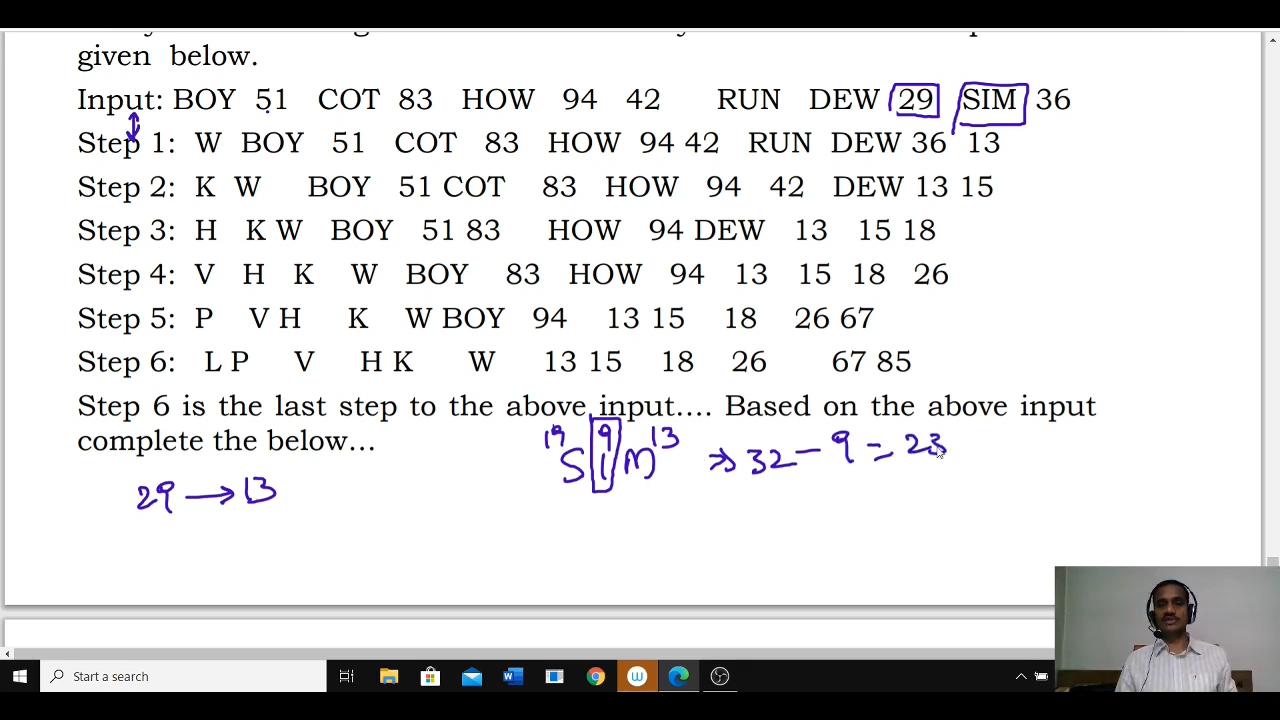 given below.
Input: BOY 51 COT 83 HOW 94 42 RUN DEW 29 SIM 36
Step 1: W BOY 51 COT 83 HOW 94 42 RUN DEW 36 13
Step 2: K W BOY 51 COT 83 HOW 94 42 DEW 13 15
Step 3: H K W BOY 51 83 HOW 94 DEW 13 15 18
Step 4: V H K W BOY 83 HOW 94 13 15 18 26
Step 5: P V H K W BOY 94 13 15 18 26 67
Step 6: L P V H K W 13 15 18 26 67 85
Step 6 is the last step to the above input.... Based on the above input
complete the below...
19 9 13
S I M ⇒ 32 - 9 = 23
29 → 13
Start a search